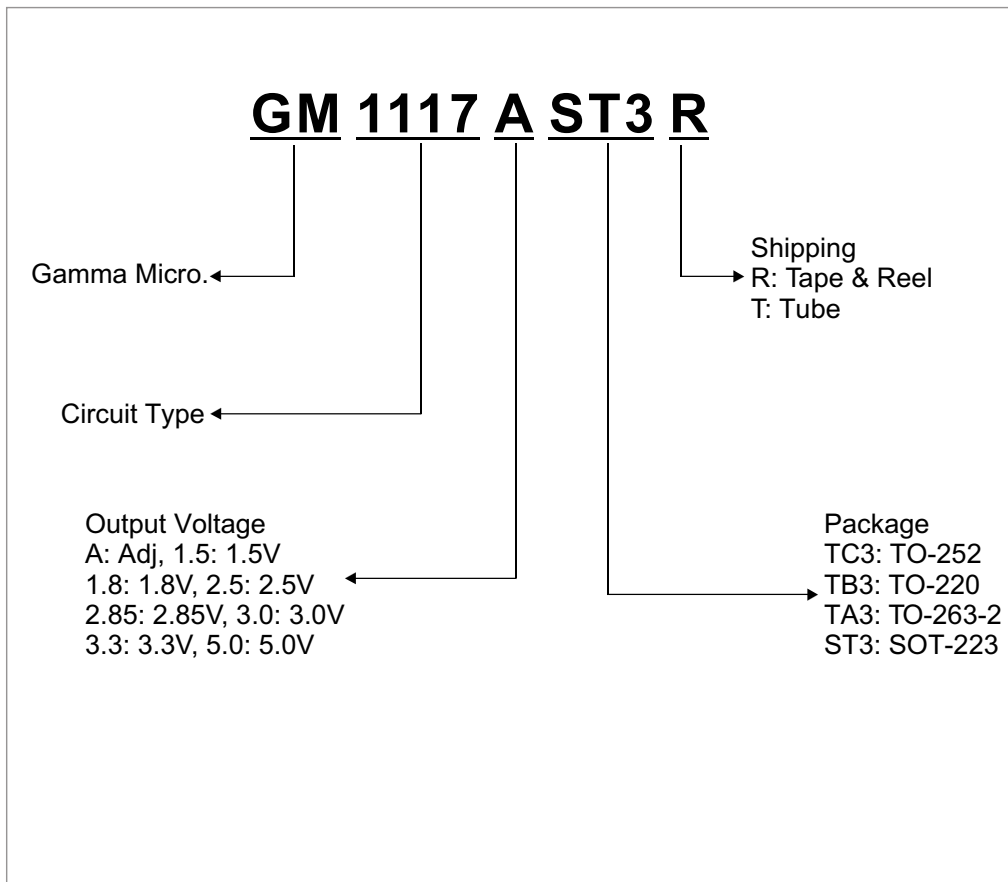 GM 1117 A ST3 R
Gamma Micro.
Shipping
R: Tape & Reel
T: Tube
Circuit Type
Output Voltage
A: Adj, 1.5: 1.5V
1.8: 1.8V, 2.5: 2.5V
2.85: 2.85V, 3.0: 3.0V
3.3: 3.3V, 5.0: 5.0V
Package
TC3: TO-252
TB3: TO-220
TA3: TO-263-2
ST3: SOT-223